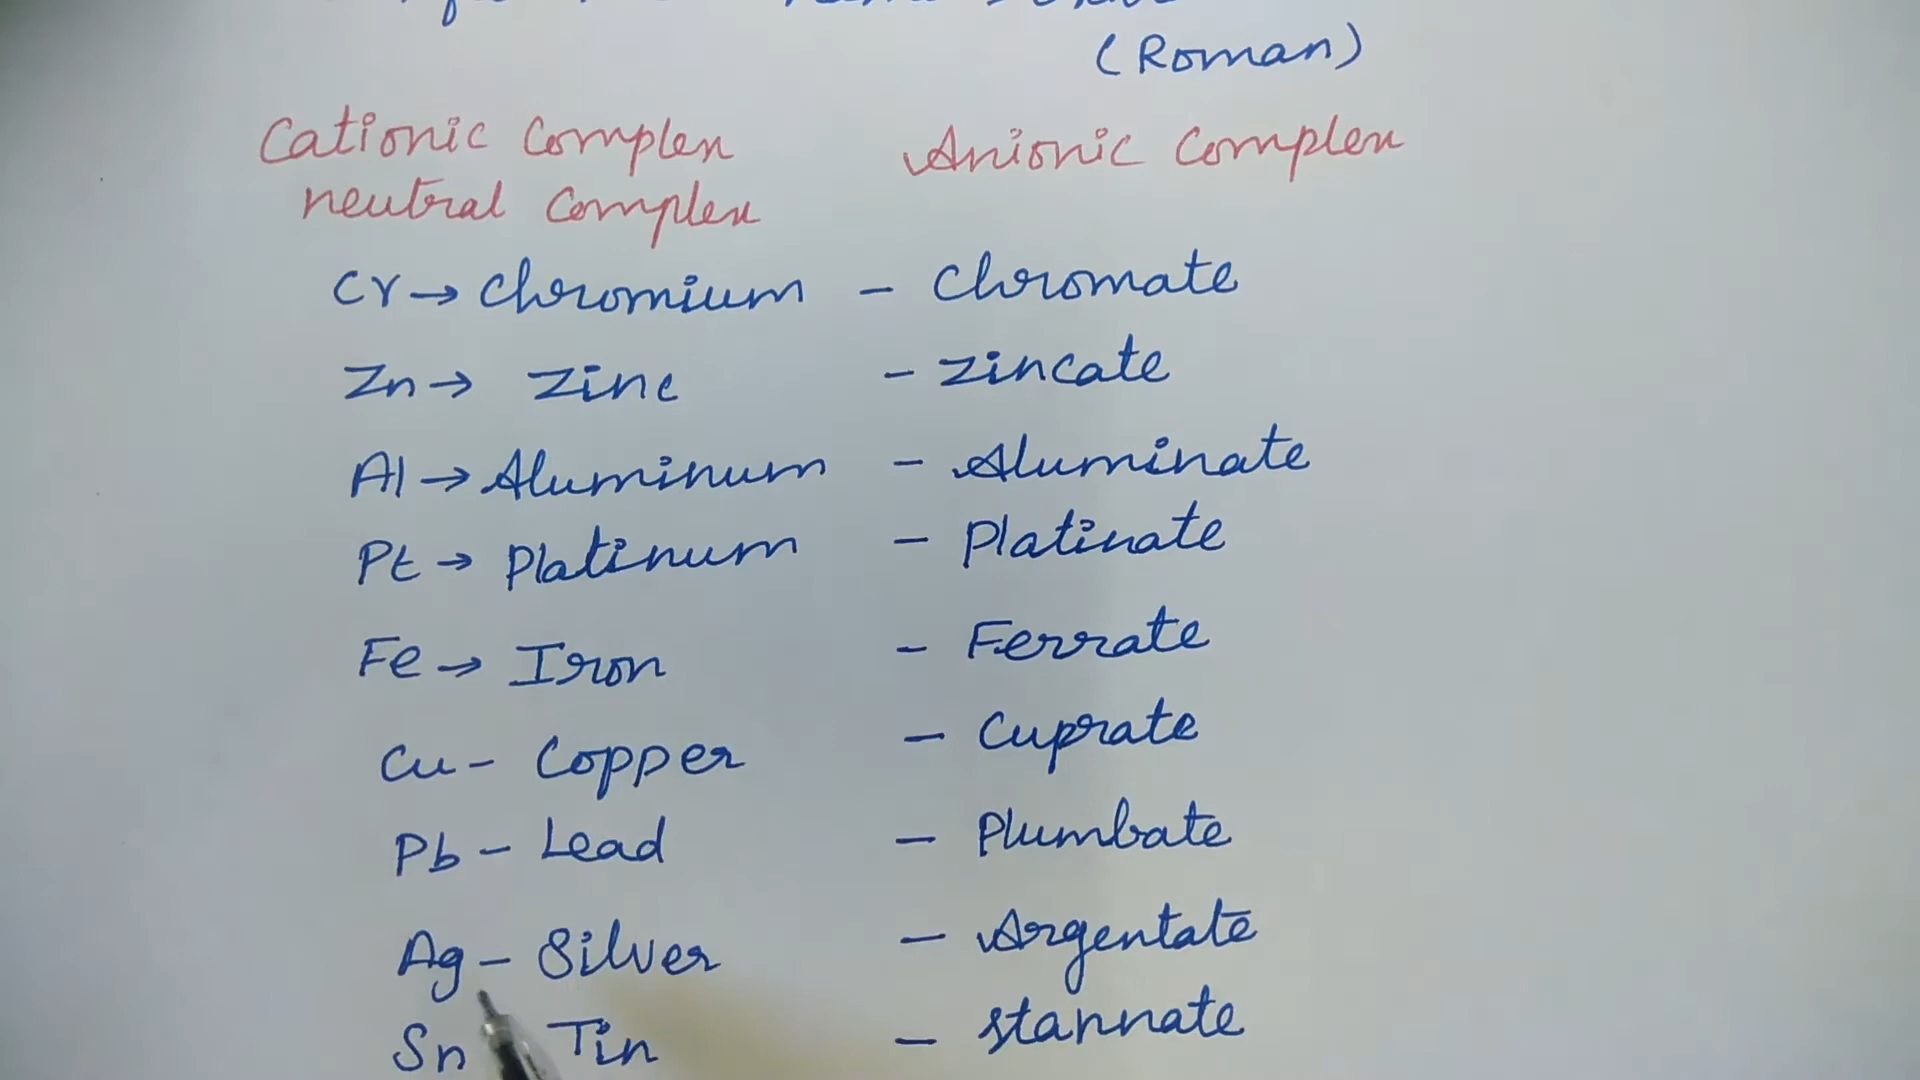 (Roman)
Cationic Complex Anionic Complex
neutral Complex
Cr → Chromium - Chromate
Zn → Zinc - Zincate
Al → Aluminum - Aluminate
Pt → Platinum - Platinate
Fe → Iron - Ferrate
Cu - Copper - Cuprate
Pb - Lead - Plumbate
Ag - Silver - Argentate
Sn Tin - Stannate